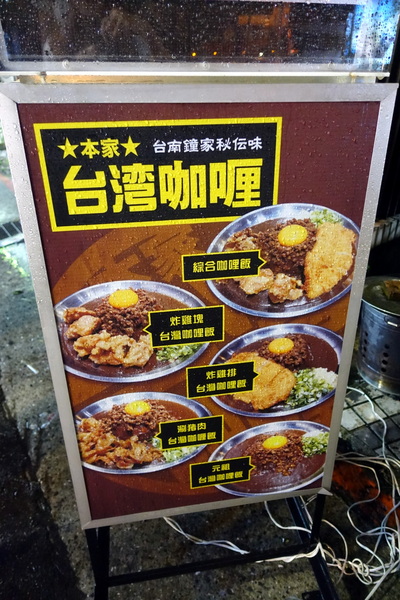 ★本家★ 台南鐘家秘伝味
台湾咖喱
綜合咖哩飯
炸雞塊
台灣咖哩飯
炸雞排
台灣咖哩飯
涮豬肉
台灣咖哩飯
元祖
台灣咖哩飯